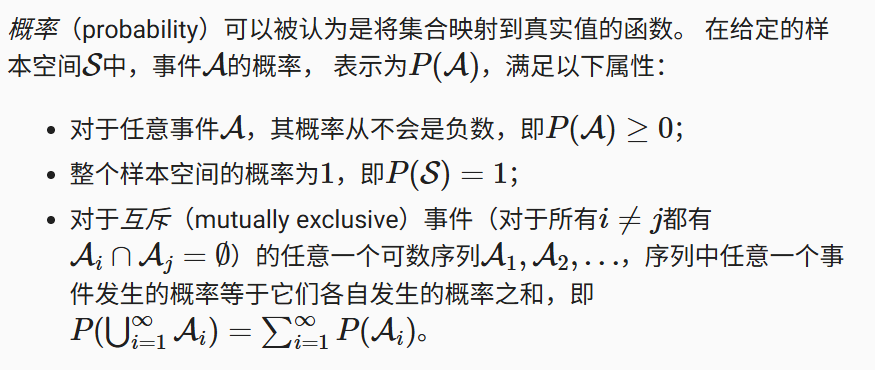 概率（probability）可以被认为是将集合映射到真实值的函数。 在给定的样
本空间𝒮中，事件𝒜的概率， 表示为P(𝒜)，满足以下属性：
• 对于任意事件𝒜，其概率从不会是负数，即P(𝒜) ≥ 0；
• 整个样本空间的概率为1，即P(𝒮) = 1；
• 对于互斥（mutually exclusive）事件（对于所有i ≠ j都有
𝒜ᵢ ∩ 𝒜ⱼ = ∅）的任意一个可数序列𝒜₁, 𝒜₂, …，序列中任意一个事
件发生的概率等于它们各自发生的概率之和，即
P(⋃_{i=1}^{∞} 𝒜ᵢ) = ∑_{i=1}^{∞} P(𝒜ᵢ)。